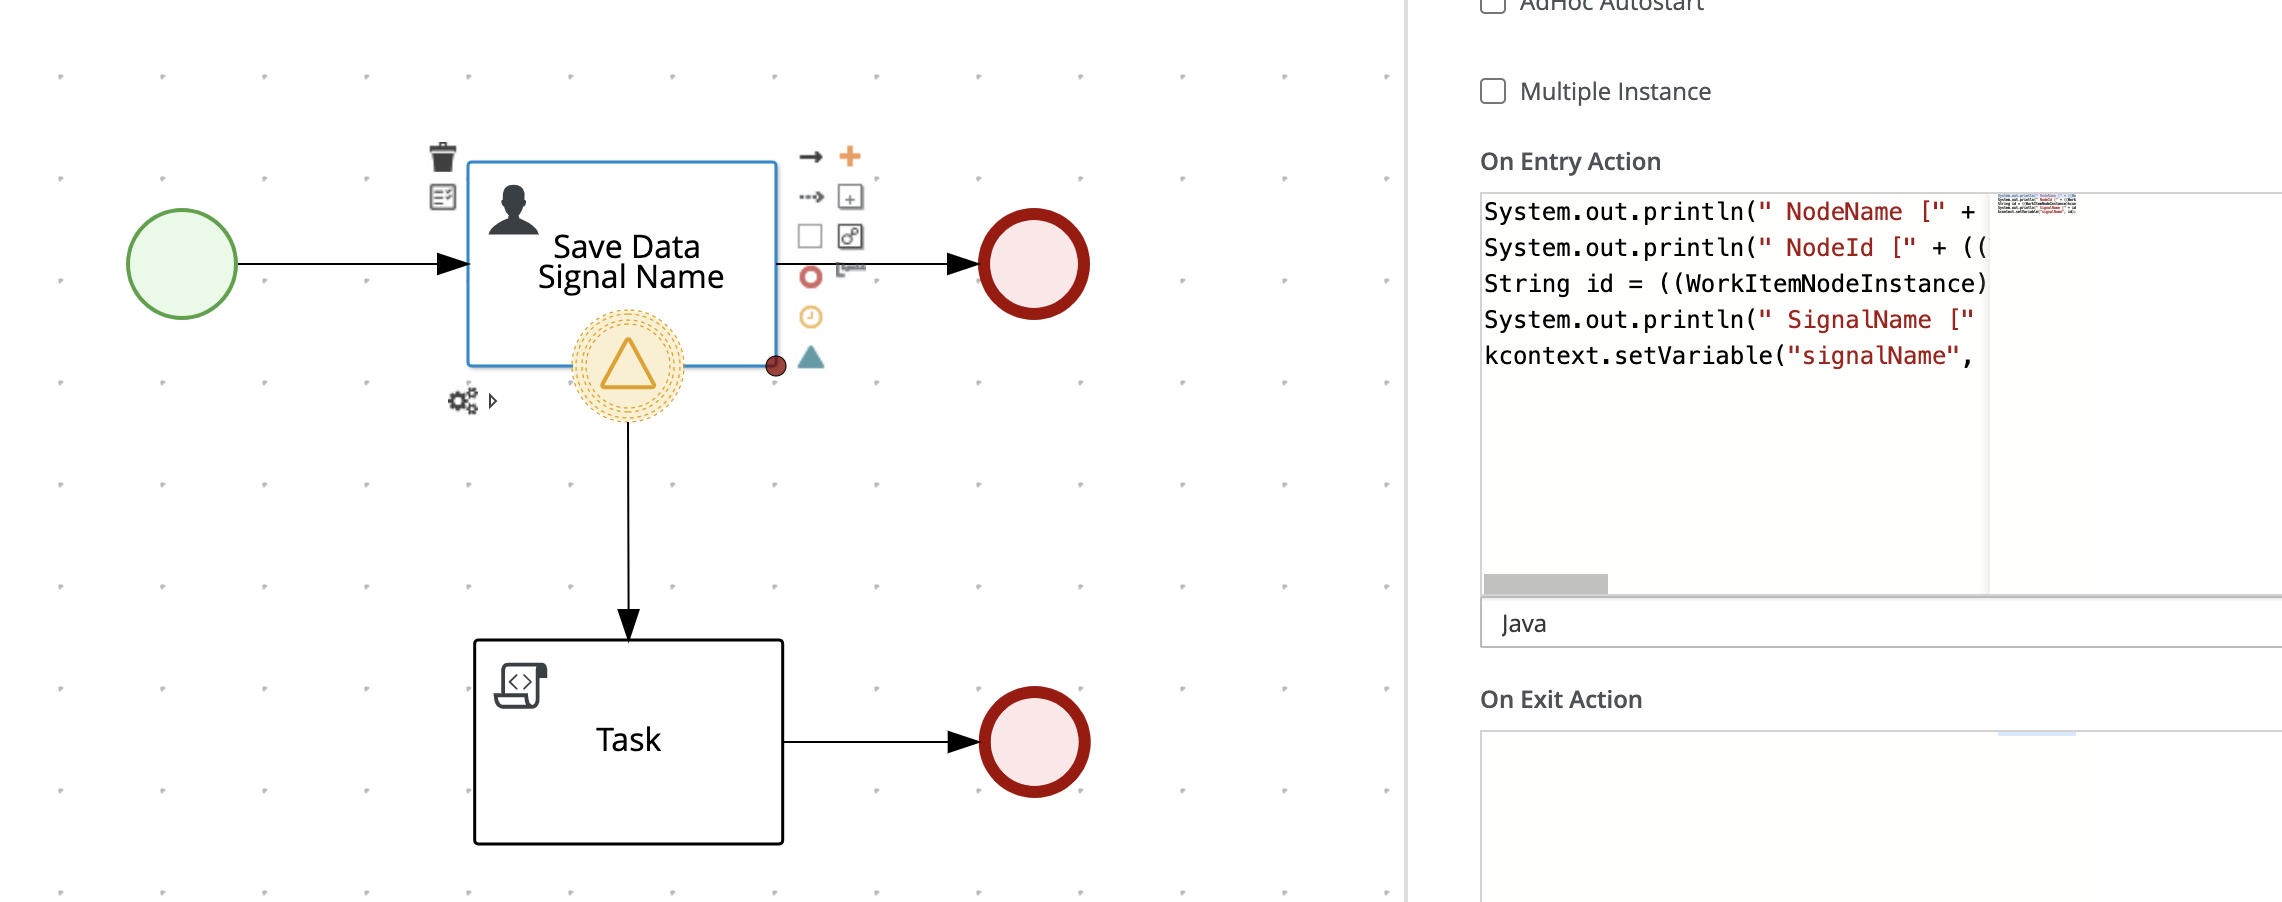 AdHoc Autostart
Multiple Instance
On Entry Action
System.out.println(" NodeName [" +
System.out.println(" NodeId [" + ((
String id = ((WorkItemNodeInstance)
System.out.println(" SignalName ["
kcontext.setVariable("signalName",
Java
On Exit Action
Save Data
Signal Name
Task